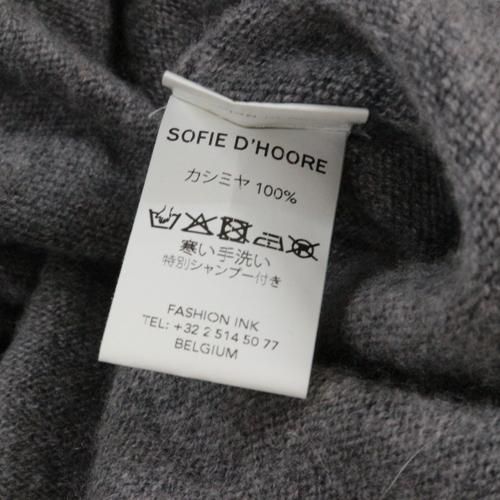 SOFIE D'HOORE
カシミヤ 100%
寒い手洗い
特別シャンプー付き
FASHION INK
TEL: +32 2 514 50 77
BELGIUM